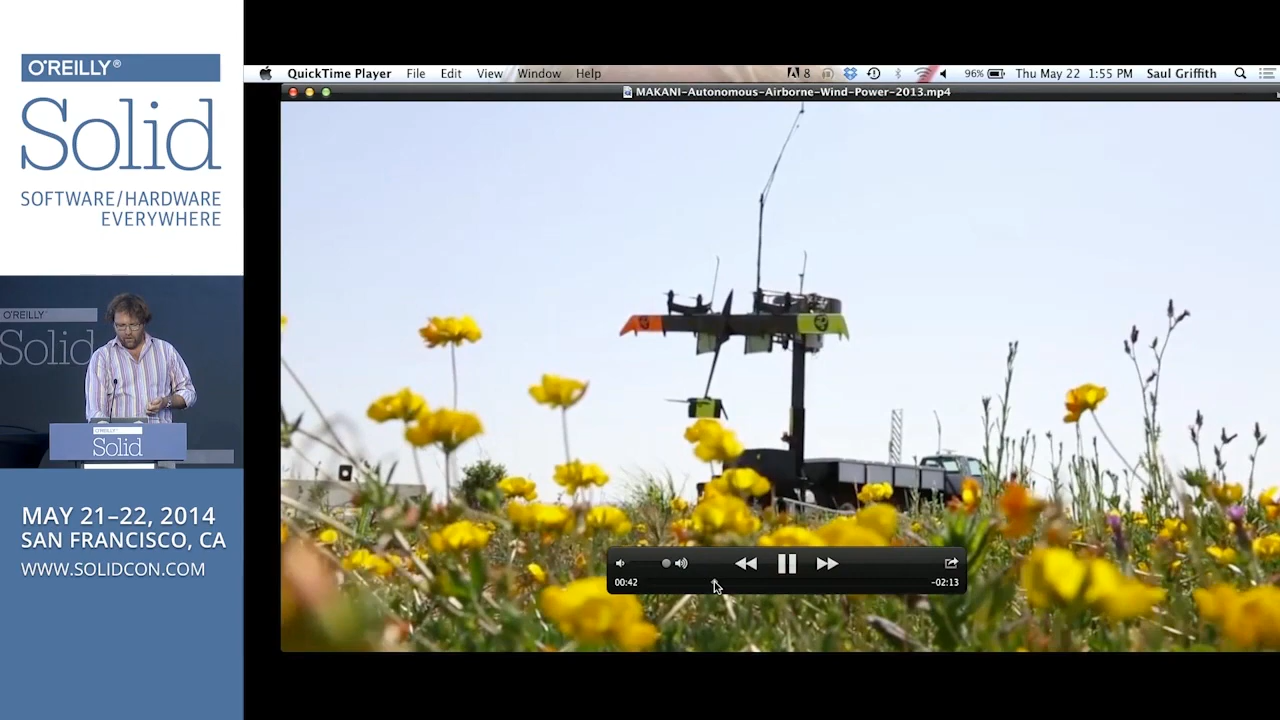 O'REILLY®
Solid
SOFTWARE/HARDWARE
EVERYWHERE
O'REILLY
Solid
O'REILLY
Solid
MAY 21–22, 2014
SAN FRANCISCO, CA
WWW.SOLIDCON.COM
QuickTime Player File Edit View Window Help 8 96% Thu May 22 1:55 PM Saul Griffith
MAKANI-Autonomous-Airborne-Wind-Power-2013.mp4
00:42 -02:13